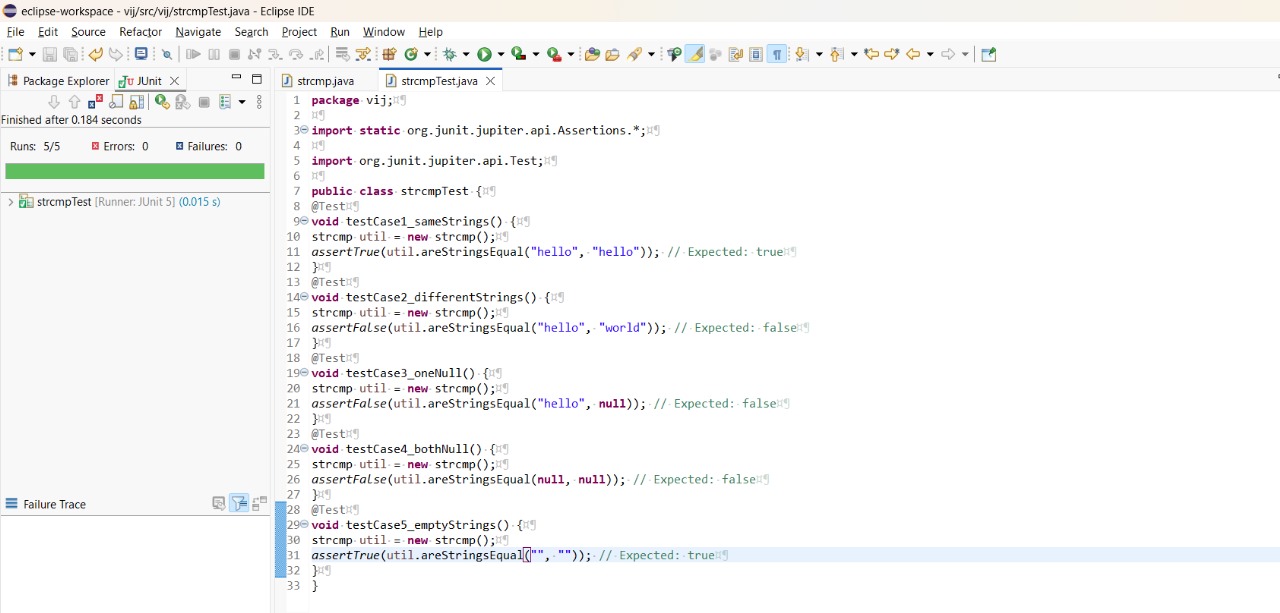 eclipse-workspace - vij/src/vij/strcmpTest.java - Eclipse IDE
File Edit Source Refactor Navigate Search Project Run Window Help
Package Explorer JUnit
strcmp.java strcmpTest.java
Finished after 0.184 seconds
Runs: 5/5 Errors: 0 Failures: 0
strcmpTest [Runner: JUnit 5] (0.015 s)
Failure Trace
1 package vij;¤¶
2 ¤¶
3 import static org.junit.jupiter.api.Assertions.*;¤¶
4 ¤¶
5 import org.junit.jupiter.api.Test;¤¶
6 ¤¶
7 public class strcmpTest {¤¶
8 @Test¤¶
9 void testCase1_sameStrings() {¤¶
10 strcmp util = new strcmp();¤¶
11 assertTrue(util.areStringsEqual("hello", "hello")); // Expected: true¤¶
12 }¤¶
13 @Test¤¶
14 void testCase2_differentStrings() {¤¶
15 strcmp util = new strcmp();¤¶
16 assertFalse(util.areStringsEqual("hello", "world")); // Expected: false¤¶
17 }¤¶
18 @Test¤¶
19 void testCase3_oneNull() {¤¶
20 strcmp util = new strcmp();¤¶
21 assertFalse(util.areStringsEqual("hello", null)); // Expected: false¤¶
22 }¤¶
23 @Test¤¶
24 void testCase4_bothNull() {¤¶
25 strcmp util = new strcmp();¤¶
26 assertFalse(util.areStringsEqual(null, null)); // Expected: false¤¶
27 }¤¶
28 @Test¤¶
29 void testCase5_emptyStrings() {¤¶
30 strcmp util = new strcmp();¤¶
31 assertTrue(util.areStringsEqual("", "")); // Expected: true¤¶
32 }¤¶
33 }